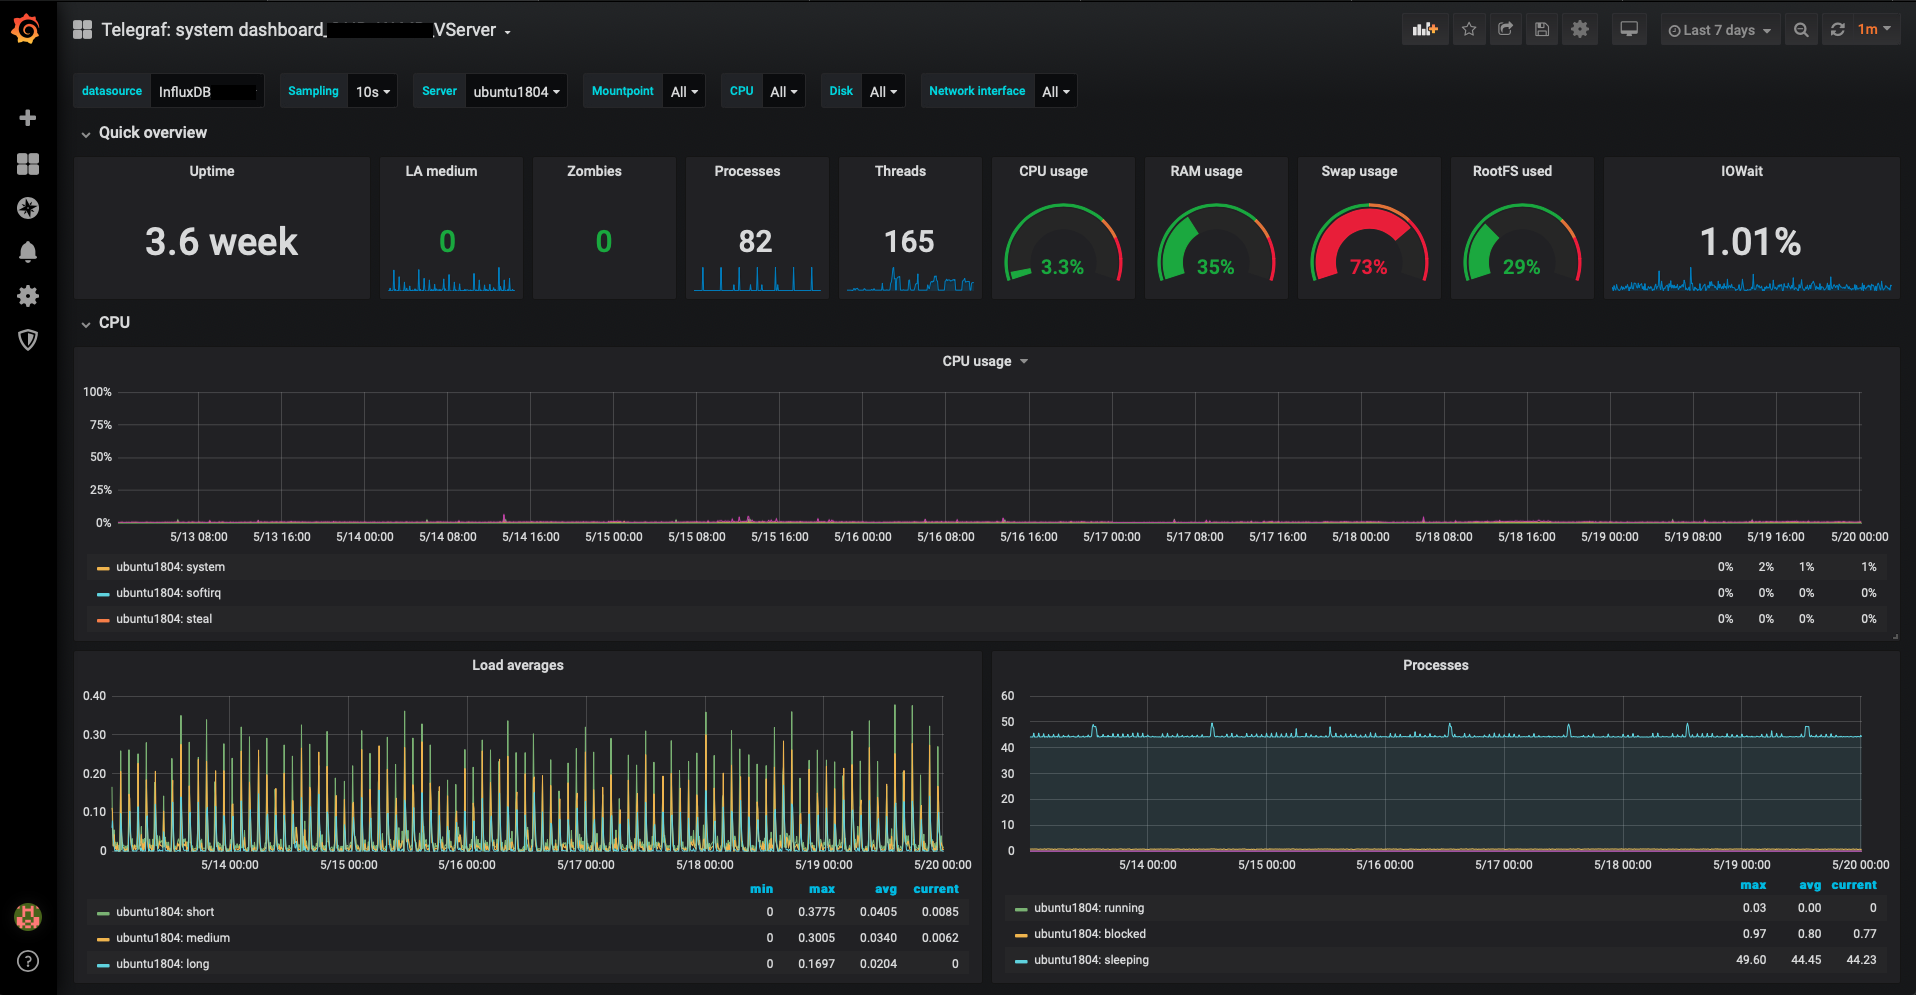 Telegraf: system dashboard_ _VServer
Last 7 days 1m
datasource InfluxDB Sampling 10s Server ubuntu1804 Mountpoint All CPU All Disk All Network interface All
Quick overview
Uptime LA medium Zombies Processes Threads CPU usage RAM usage Swap usage RootFS used IOWait
3.6 week 0 0 82 165 3.3% 35% 73% 29% 1.01%
CPU
CPU usage
100%
75%
50%
25%
0%
5/13 08:00 5/13 16:00 5/14 00:00 5/14 08:00 5/14 16:00 5/15 00:00 5/15 08:00 5/15 16:00 5/16 00:00 5/16 08:00 5/16 16:00 5/17 00:00 5/17 08:00 5/17 16:00 5/18 00:00 5/18 08:00 5/18 16:00 5/19 00:00 5/19 08:00 5/19 16:00 5/20 00:00
ubuntu1804: system 0% 2% 1% 1%
ubuntu1804: softirq 0% 0% 0% 0%
ubuntu1804: steal 0% 0% 0% 0%
Load averages
0.40
0.30
0.20
0.10
0
5/14 00:00 5/15 00:00 5/16 00:00 5/17 00:00 5/18 00:00 5/19 00:00 5/20 00:00
min max avg current
ubuntu1804: short 0 0.3775 0.0405 0.0085
ubuntu1804: medium 0 0.3005 0.0340 0.0062
ubuntu1804: long 0 0.1697 0.0204 0
Processes
60
50
40
30
20
10
0
5/14 00:00 5/15 00:00 5/16 00:00 5/17 00:00 5/18 00:00 5/19 00:00 5/20 00:00
max avg current
ubuntu1804: running 0.03 0.00 0
ubuntu1804: blocked 0.97 0.80 0.77
ubuntu1804: sleeping 49.60 44.45 44.23